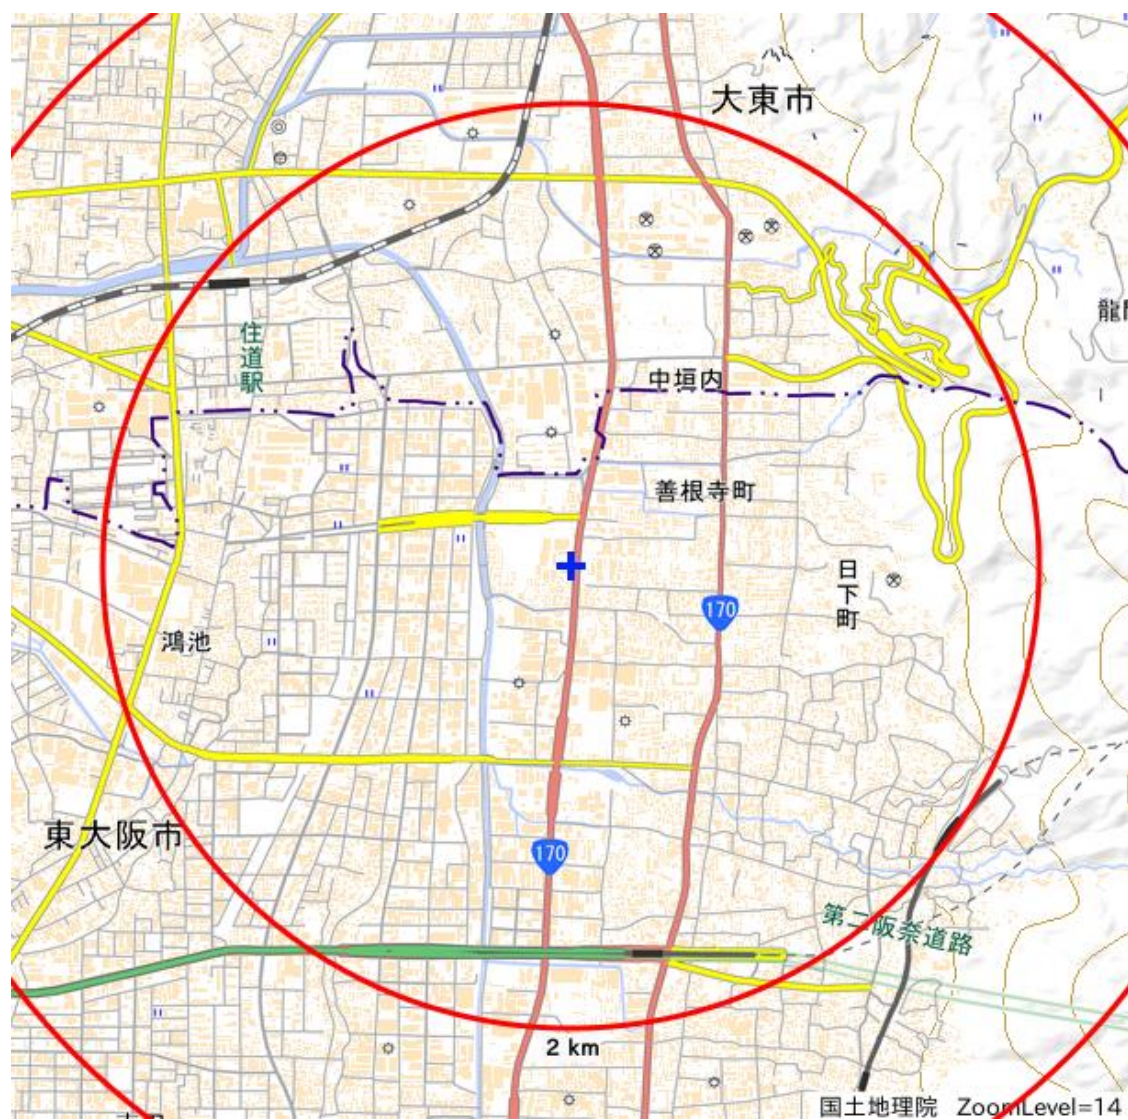 大東市
住道駅
龍
中垣内
善根寺町
日下町
170
鴻池
東大阪市
170
第二阪奈道路
2 km
国土地理院 ZoomLevel=14